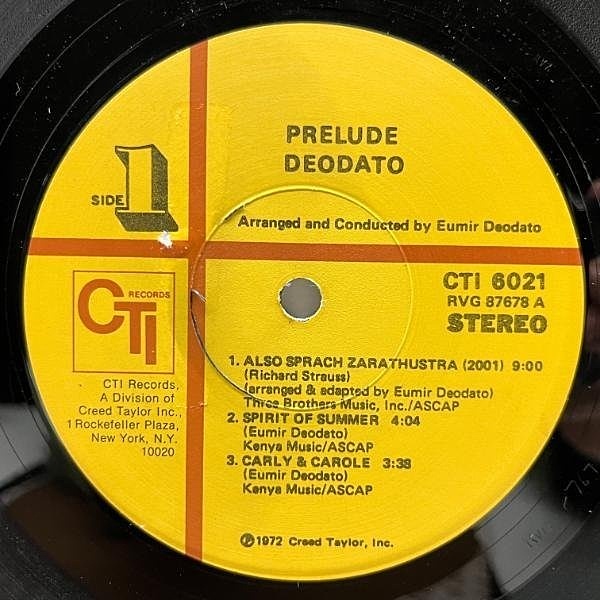 PRELUDE
DEODATO
SIDE 1
Arranged and Conducted by Eumir Deodato
CTI RECORDS
CTI 6021
RVG 87678 A
STEREO
CTI Records,
A Division of
Creed Taylor Inc.,
1 Rockefeller Plaza,
New York, N.Y.
10020
1. ALSO SPRACH ZARATHUSTRA (2001) 9:00
(Richard Strauss)
(arranged & adapted by Eumir Deodato)
Three Brothers Music, Inc./ASCAP
2. SPIRIT OF SUMMER 4:04
(Eumir Deodato)
Kenya Music/ASCAP
3. CARLY & CAROLE 3:38
(Eumir Deodato)
Kenya Music/ASCAP
℗1972 Creed Taylor, Inc.